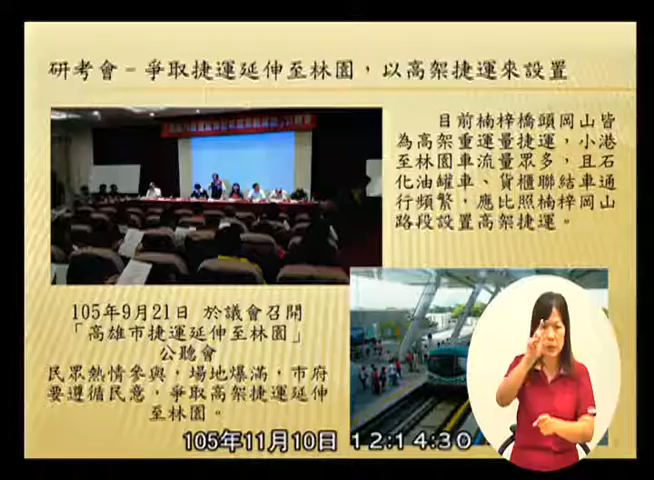 研考會－爭取捷運延伸至林園，以高架捷運來設置
目前楠梓橋頭岡山皆
為高架重運量捷運，小港
至林園車流量眾多，且石
化油罐車、貨櫃聯結車通
行頻繁，應比照楠梓岡山
路段設置高架捷運。
105年9月21日 於議會召開
「高雄市捷運延伸至林園」
公聽會
民眾熱情參與，場地爆滿，市府
要遵循民意，爭取高架捷運延伸
至林園。
105年11月10日 12:14:30